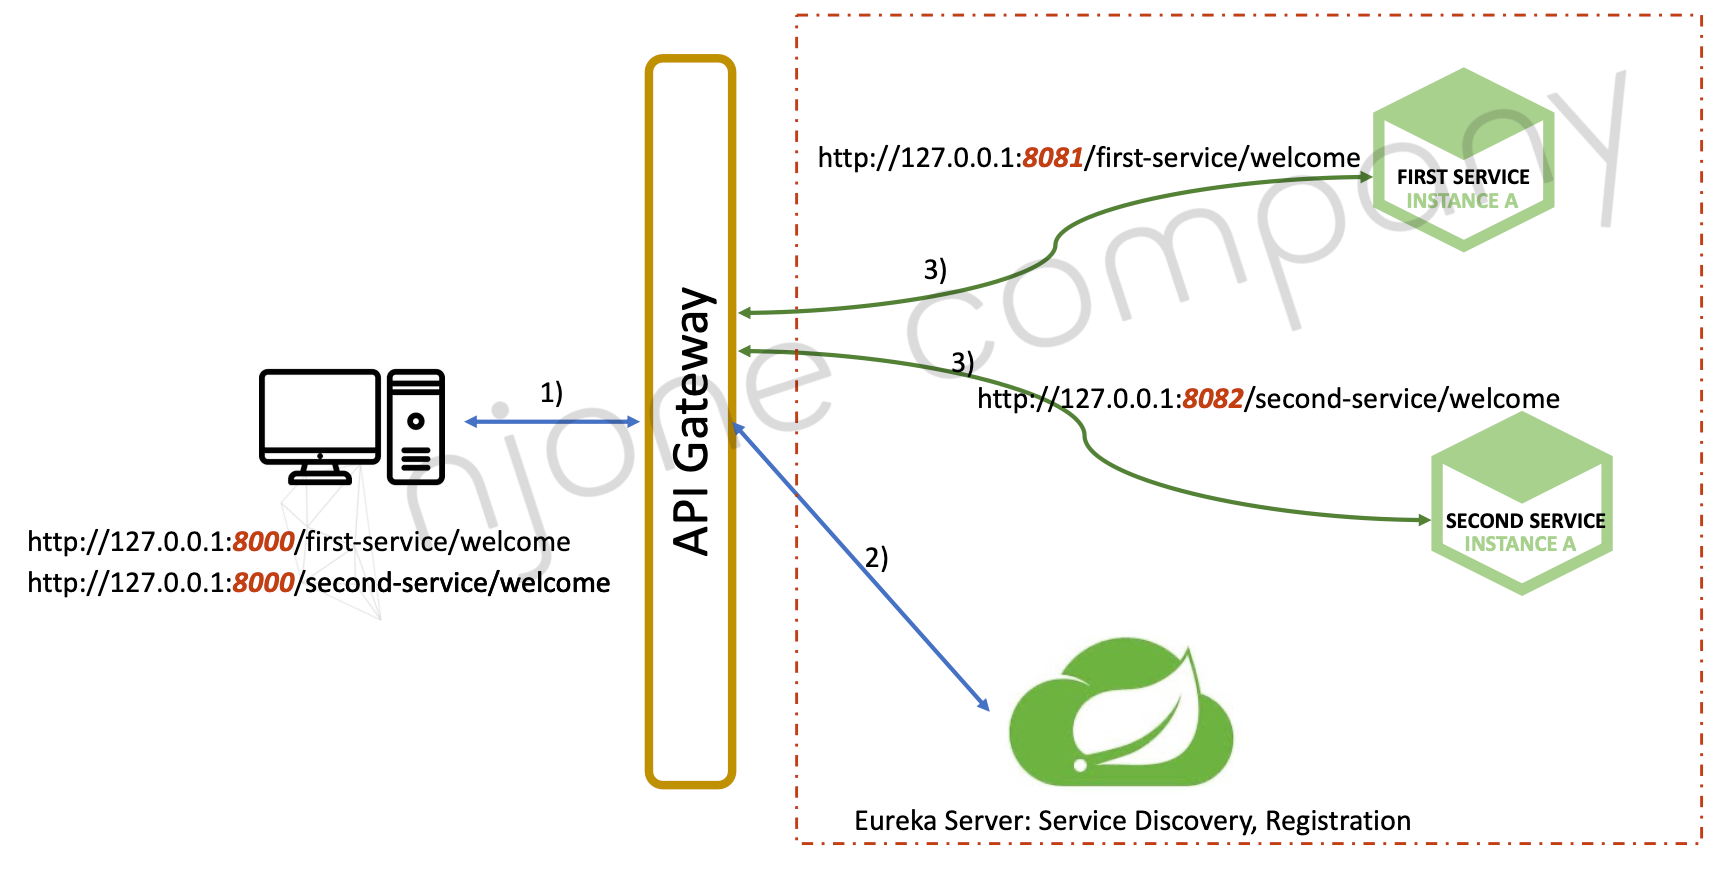 http://127.0.0.1:8081/first-service/welcome
FIRST SERVICE
INSTANCE A
3)
3)
1)
http://127.0.0.1:8082/second-service/welcome
API Gateway
SECOND SERVICE
INSTANCE A
http://127.0.0.1:8000/first-service/welcome
2)
http://127.0.0.1:8000/second-service/welcome
Eureka Server: Service Discovery, Registration
njone company